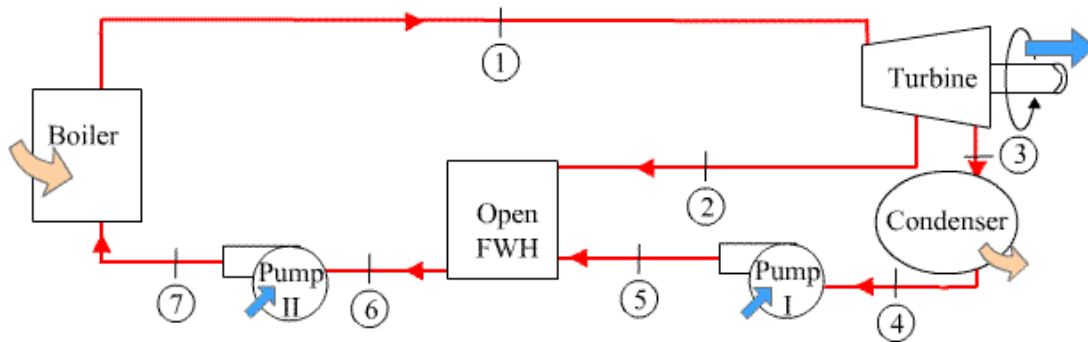 1
Turbine
Boiler
3
2
Open
FWH
Condenser
Pump
II
Pump
I
7
6
5
4